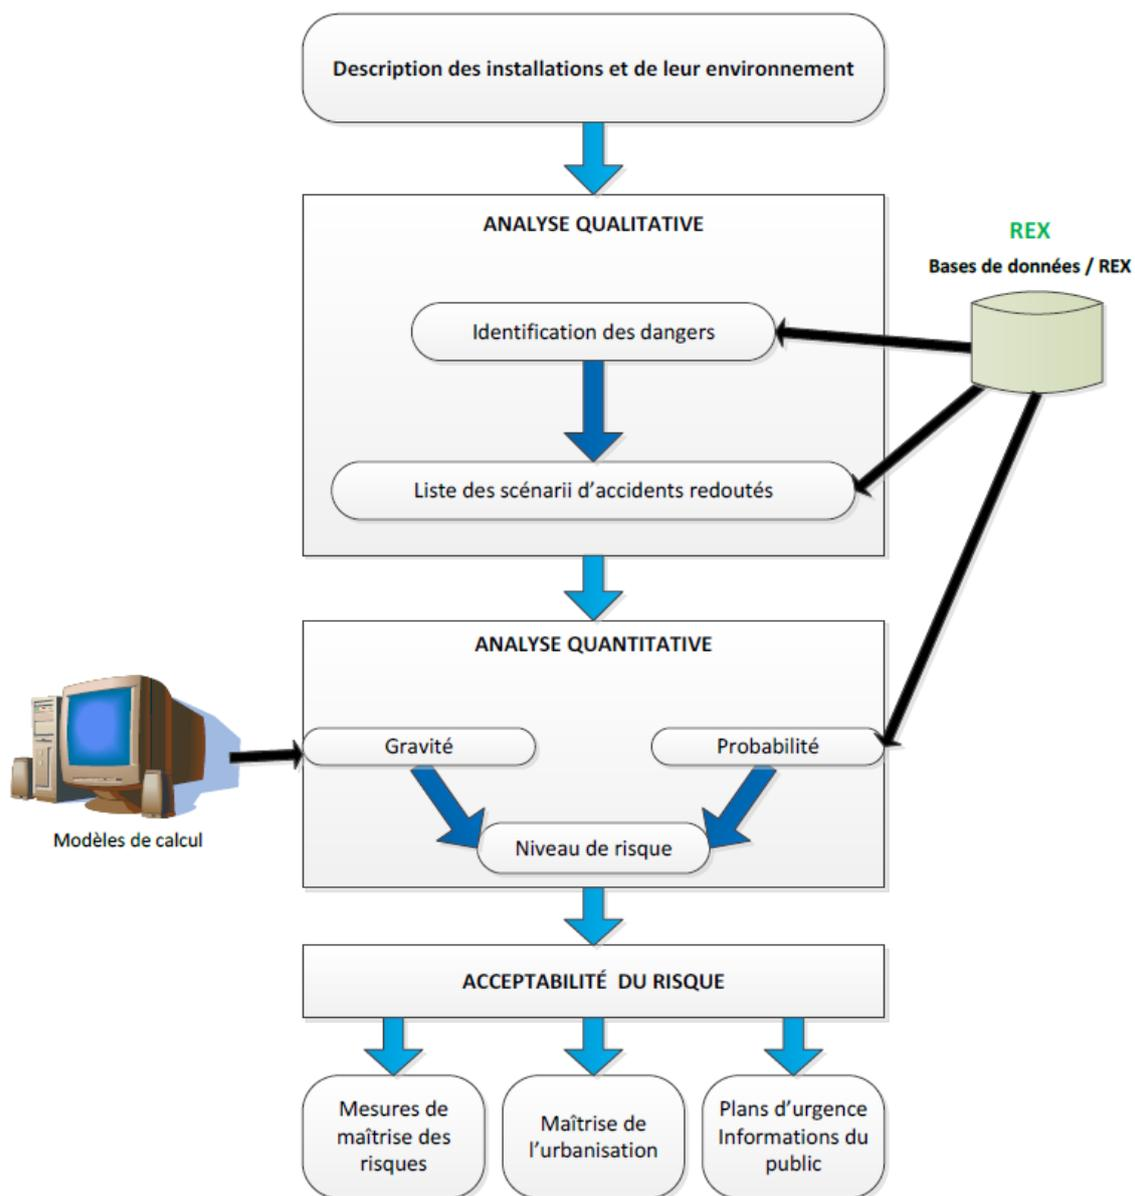 Description des installations et de leur environnement
ANALYSE QUALITATIVE
REX
Bases de données / REX
Identification des dangers
Liste des scénarii d'accidents redoutés
ANALYSE QUANTITATIVE
Gravité
Probabilité
Modèles de calcul
Niveau de risque
ACCEPTABILITÉ DU RISQUE
Mesures de
maîtrise des
risques
Maîtrise de
l'urbanisation
Plans d'urgence
Informations du
public